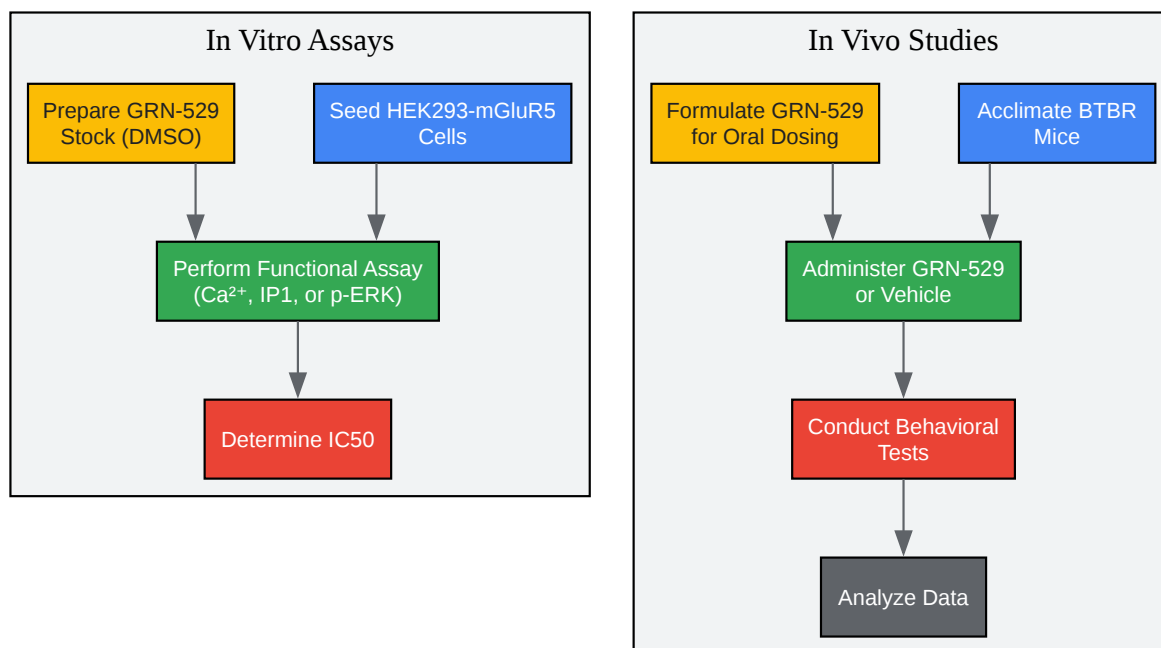 In Vitro Assays
Prepare GRN-529
Stock (DMSO)
Seed HEK293-mGluR5
Cells
Perform Functional Assay
(Ca²⁺, IP1, or p-ERK)
Determine IC50
In Vivo Studies
Formulate GRN-529
for Oral Dosing
Acclimate BTBR
Mice
Administer GRN-529
or Vehicle
Conduct Behavioral
Tests
Analyze Data